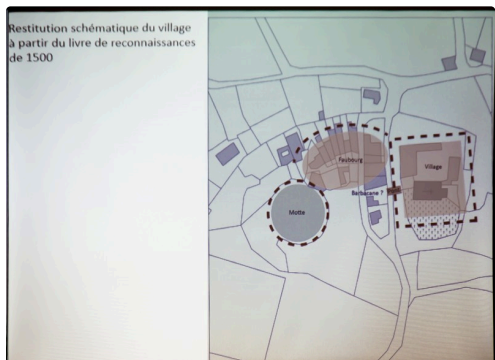 Restitution schématique du village
à partir du livre de reconnaissances
de 1500
Faubourg
Village
Barbacane ?
Motte